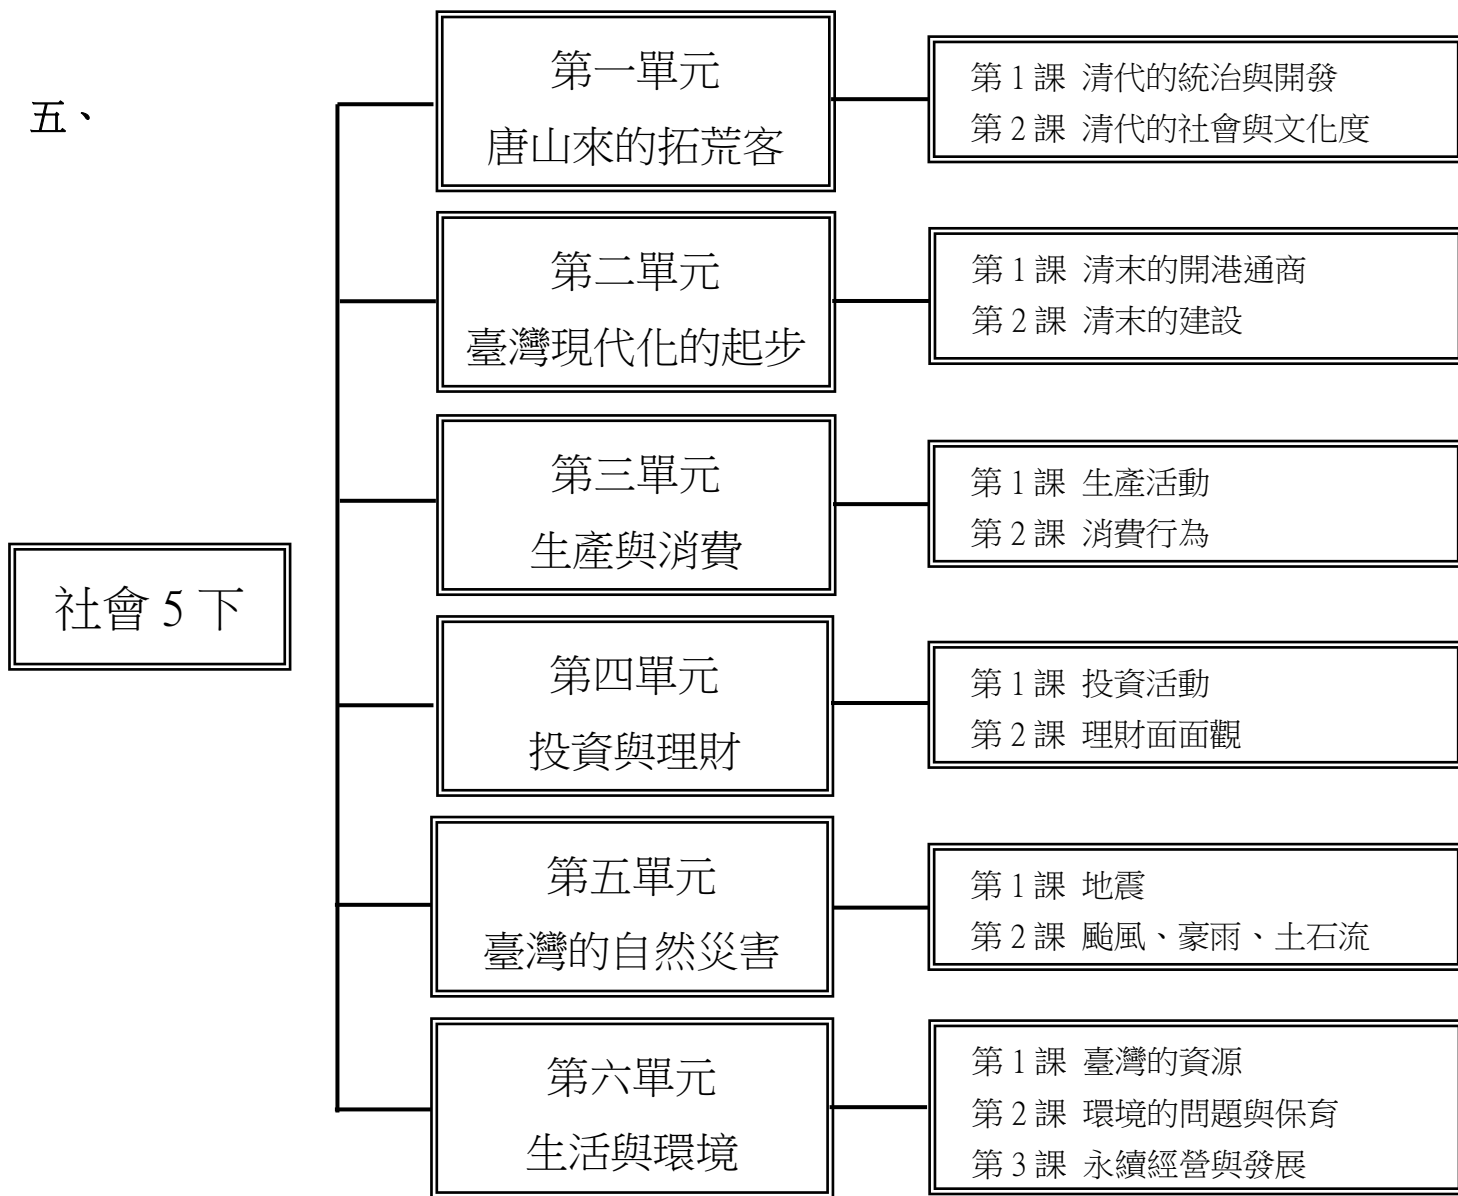 五、
社會5下
第一單元
唐山來的拓荒客
第1課 清代的統治與開發
第2課 清代的社會與文化度
第二單元
臺灣現代化的起步
第1課 清末的開港通商
第2課 清末的建設
第三單元
生產與消費
第1課 生產活動
第2課 消費行為
第四單元
投資與理財
第1課 投資活動
第2課 理財面面觀
第五單元
臺灣的自然災害
第1課 地震
第2課 颱風、豪雨、土石流
第六單元
生活與環境
第1課 臺灣的資源
第2課 環境的問題與保育
第3課 永續經營與發展